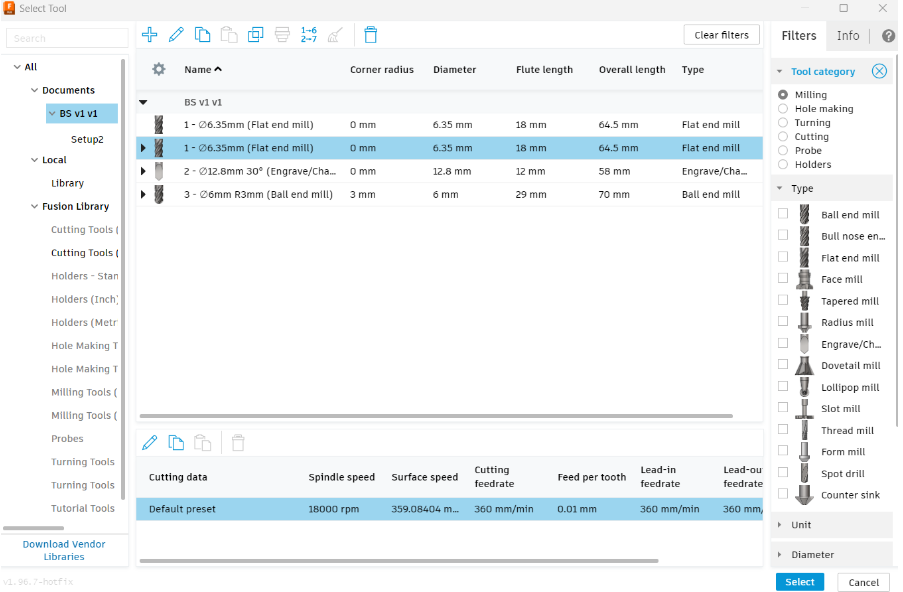 Select Tool
Search
All
Documents
BS v1 v1
Setup2
Local
Library
Fusion Library
Cutting Tools (
Cutting Tools (
Holders - Stan
Holders (Inch)
Holders (Metr
Hole Making T
Hole Making T
Milling Tools (
Milling Tools (
Probes
Turning Tools
Turning Tools
Tutorial Tools
Download Vendor
Libraries
v1.96.7-hotfix
1→6
2→7
Clear filters
Name Corner radius Diameter Flute length Overall length Type
BS v1 v1
1 - ∅6.35mm (Flat end mill) 0 mm 6.35 mm 18 mm 64.5 mm Flat end mill
1 - ∅6.35mm (Flat end mill) 0 mm 6.35 mm 18 mm 64.5 mm Flat end mill
2 - ∅12.8mm 30° (Engrave/Cha... 0 mm 12.8 mm 12 mm 58 mm Engrave/Cha...
3 - ∅6mm R3mm (Ball end mill) 3 mm 6 mm 29 mm 70 mm Ball end mill
Cutting data Spindle speed Surface speed Cutting feedrate Feed per tooth Lead-in feedrate Lead-out feedrate
Default preset 18000 rpm 359.08404 m... 360 mm/min 0.01 mm 360 mm/min 360 mm/
Filters Info
Tool category
Milling
Hole making
Turning
Cutting
Probe
Holders
Type
Ball end mill
Bull nose en...
Flat end mill
Face mill
Tapered mill
Radius mill
Engrave/Cha...
Dovetail mill
Lollipop mill
Slot mill
Thread mill
Form mill
Spot drill
Counter sink
Unit
Diameter
Select Cancel